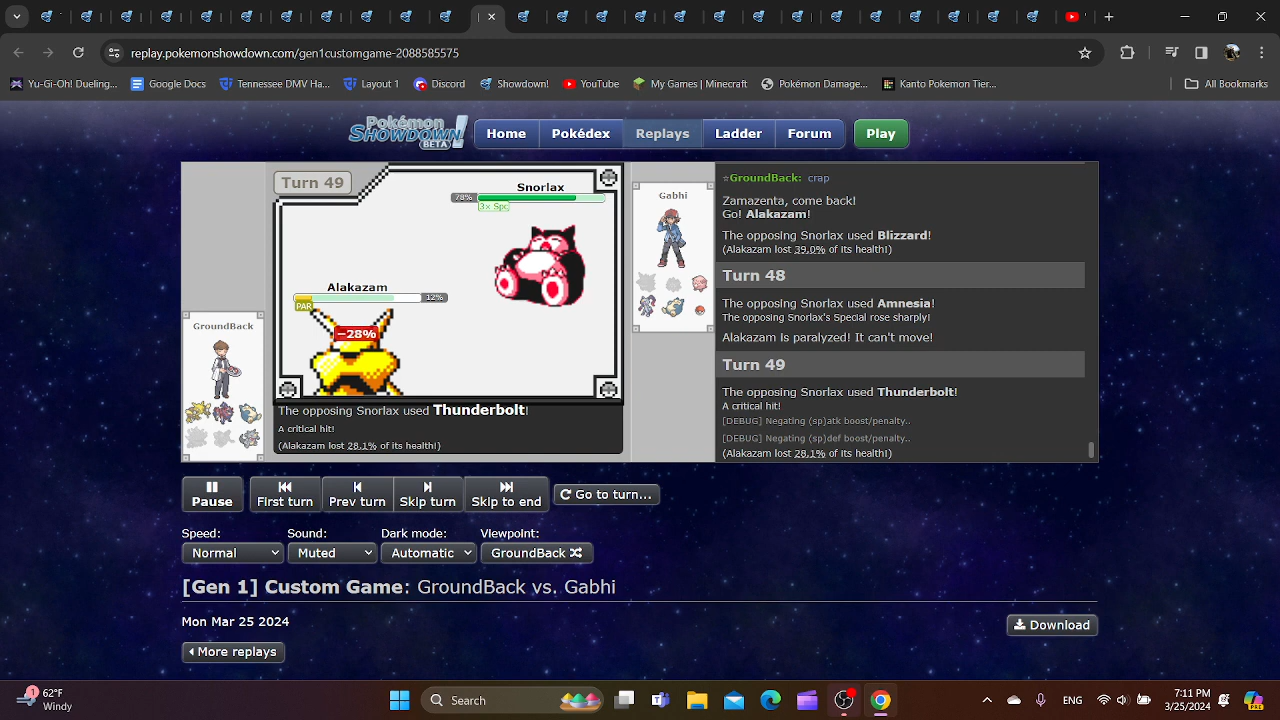 replay.pokemonshowdown.com/gen1customgame-2088585575
Yu-Gi-Oh! Dueling...
Google Docs
Tennessee DMV Ha...
Layout 1
Discord
Showdown!
YouTube
My Games | Minecraft
Pokémon Damage...
Kanto Pokemon Tier...
All Bookmarks
Pokémon
SHOWDOWN!
BETA
Home
Pokédex
Replays
Ladder
Forum
Play
Turn 49
Snorlax
78%
3× Spc
Alakazam
12%
PAR
−28%
The opposing Snorlax used Thunderbolt!
A critical hit!
(Alakazam lost 28.1% of its health!)
GroundBack
Gabhi
☆GroundBack: crap
Zamazenta, come back!
Go! Alakazam!
The opposing Snorlax used Blizzard!
(Alakazam lost 39.0% of its health!)
Turn 48
The opposing Snorlax used Amnesia!
The opposing Snorlax's Special rose sharply!
Alakazam is paralyzed! It can't move!
Turn 49
The opposing Snorlax used Thunderbolt!
A critical hit!
[DEBUG] Negating (sp)atk boost/penalty..
[DEBUG] Negating (sp)def boost/penalty..
(Alakazam lost 28.1% of its health!)
Pause
First turn
Prev turn
Skip turn
Skip to end
Go to turn...
Speed:
Sound:
Dark mode:
Viewpoint:
Normal
Muted
Automatic
GroundBack
[Gen 1] Custom Game: GroundBack vs. Gabhi
Mon Mar 25 2024
Download
More replays
1
62°F
Windy
Search
ENG
7:11 PM
3/25/2024
PRE